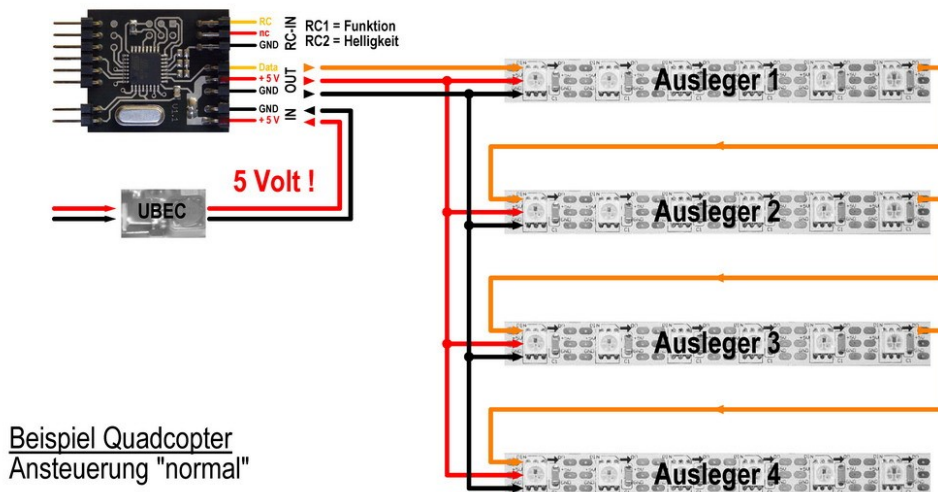 RC
nc
GND
RC-IN
RC1 = Funktion
RC2 = Helligkeit
Data
+ 5 V
GND
OUT
GND
+ 5 V
IN
5 Volt !
UBEC
Ausleger 1
Ausleger 2
Ausleger 3
Ausleger 4
Beispiel Quadcopter
Ansteuerung "normal"